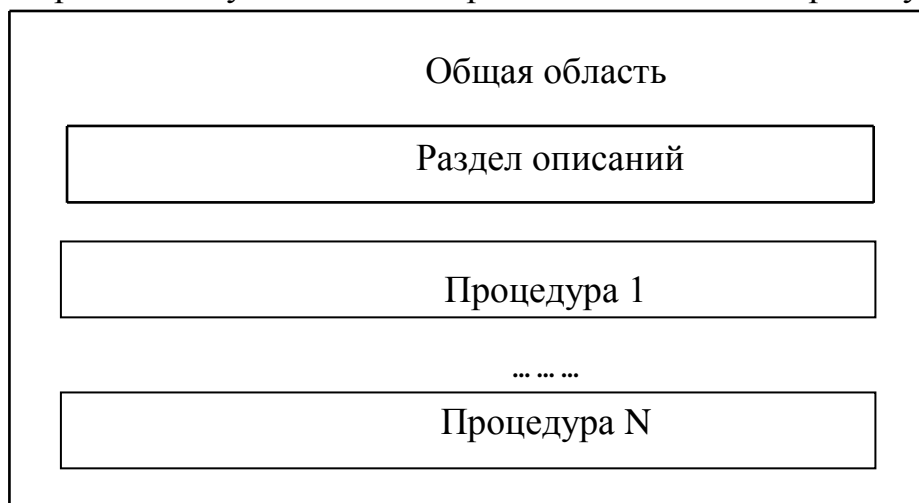 Общая область
Раздел описаний
Процедура 1
… … …
Процедура N